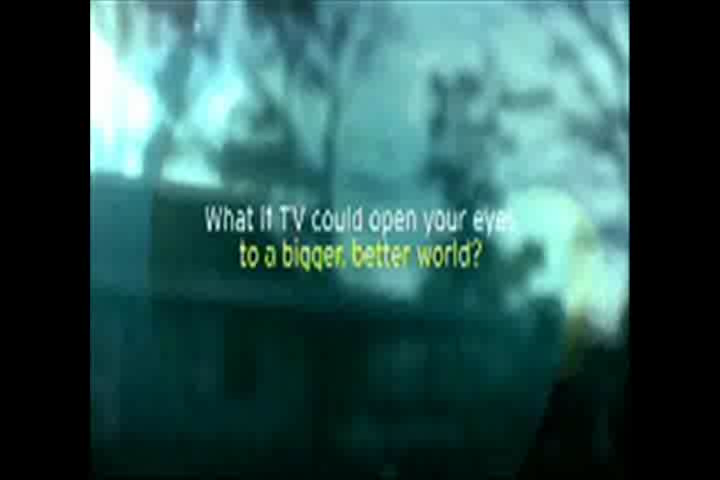 What if TV could open your eyes
to a bigger, better world?